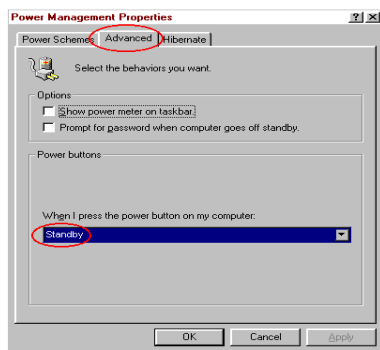 Power Management Properties
Power Schemes Advanced Hibernate
Select the behaviors you want.
Options
Show power meter on taskbar.
Prompt for password when computer goes off standby.
Power buttons
When I press the power button on my computer:
Standby
OK Cancel Apply